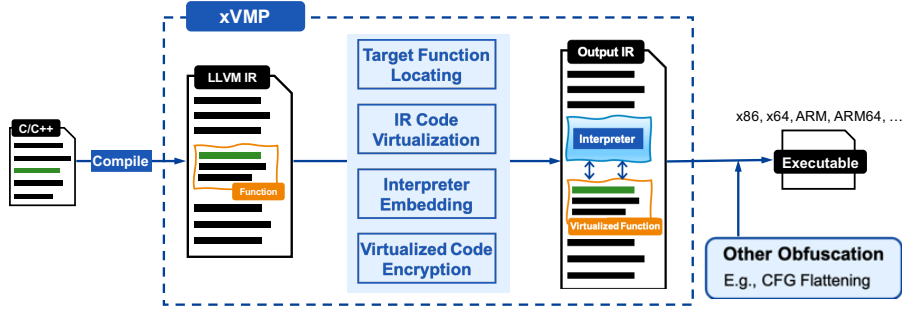 xVMP
C/C++
Compile
LLVM IR
Function
Target Function
Locating
IR Code
Virtualization
Interpreter
Embedding
Virtualized Code
Encryption
Output IR
Interpreter
Virtualized Function
x86, x64, ARM, ARM64, ...
Executable
Other Obfuscation
E.g., CFG Flattening